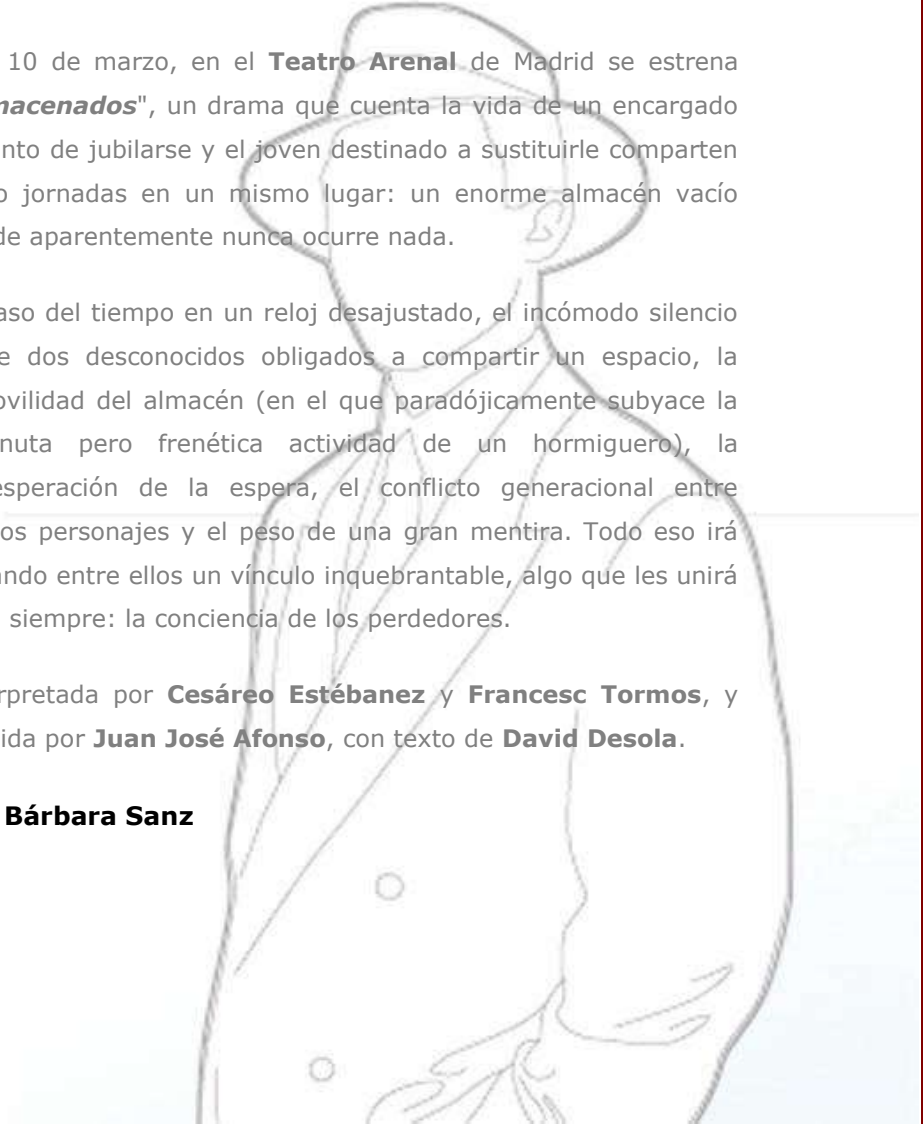 10 de marzo, en el Teatro Arenal de Madrid se estrena
macenados", un drama que cuenta la vida de un encargado
nto de jubilarse y el joven destinado a sustituirle comparten
o jornadas en un mismo lugar: un enorme almacén vacío
de aparentemente nunca ocurre nada.
aso del tiempo en un reloj desajustado, el incómodo silencio
e dos desconocidos obligados a compartir un espacio, la
ovilidad del almacén (en el que paradójicamente subyace la
nuta pero frenética actividad de un hormiguero), la
esperación de la espera, el conflicto generacional entre
os personajes y el peso de una gran mentira. Todo eso irá
ando entre ellos un vínculo inquebrantable, algo que les unirá
siempre: la conciencia de los perdedores.
rpretada por Cesáreo Estébanez y Francesc Tormos, y
ida por Juan José Afonso, con texto de David Desola.
Bárbara Sanz